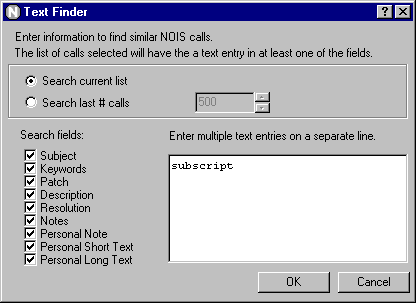 N Text Finder
Enter information to find similar NOIS calls.
The list of calls selected will have the a text entry in at least one of the fields.
Search current list
Search last # calls
500
Search fields:
Enter multiple text entries on a separate line.
Subject
Keywords
Patch
Description
Resolution
Notes
Personal Note
Personal Short Text
Personal Long Text
subscript
OK
Cancel